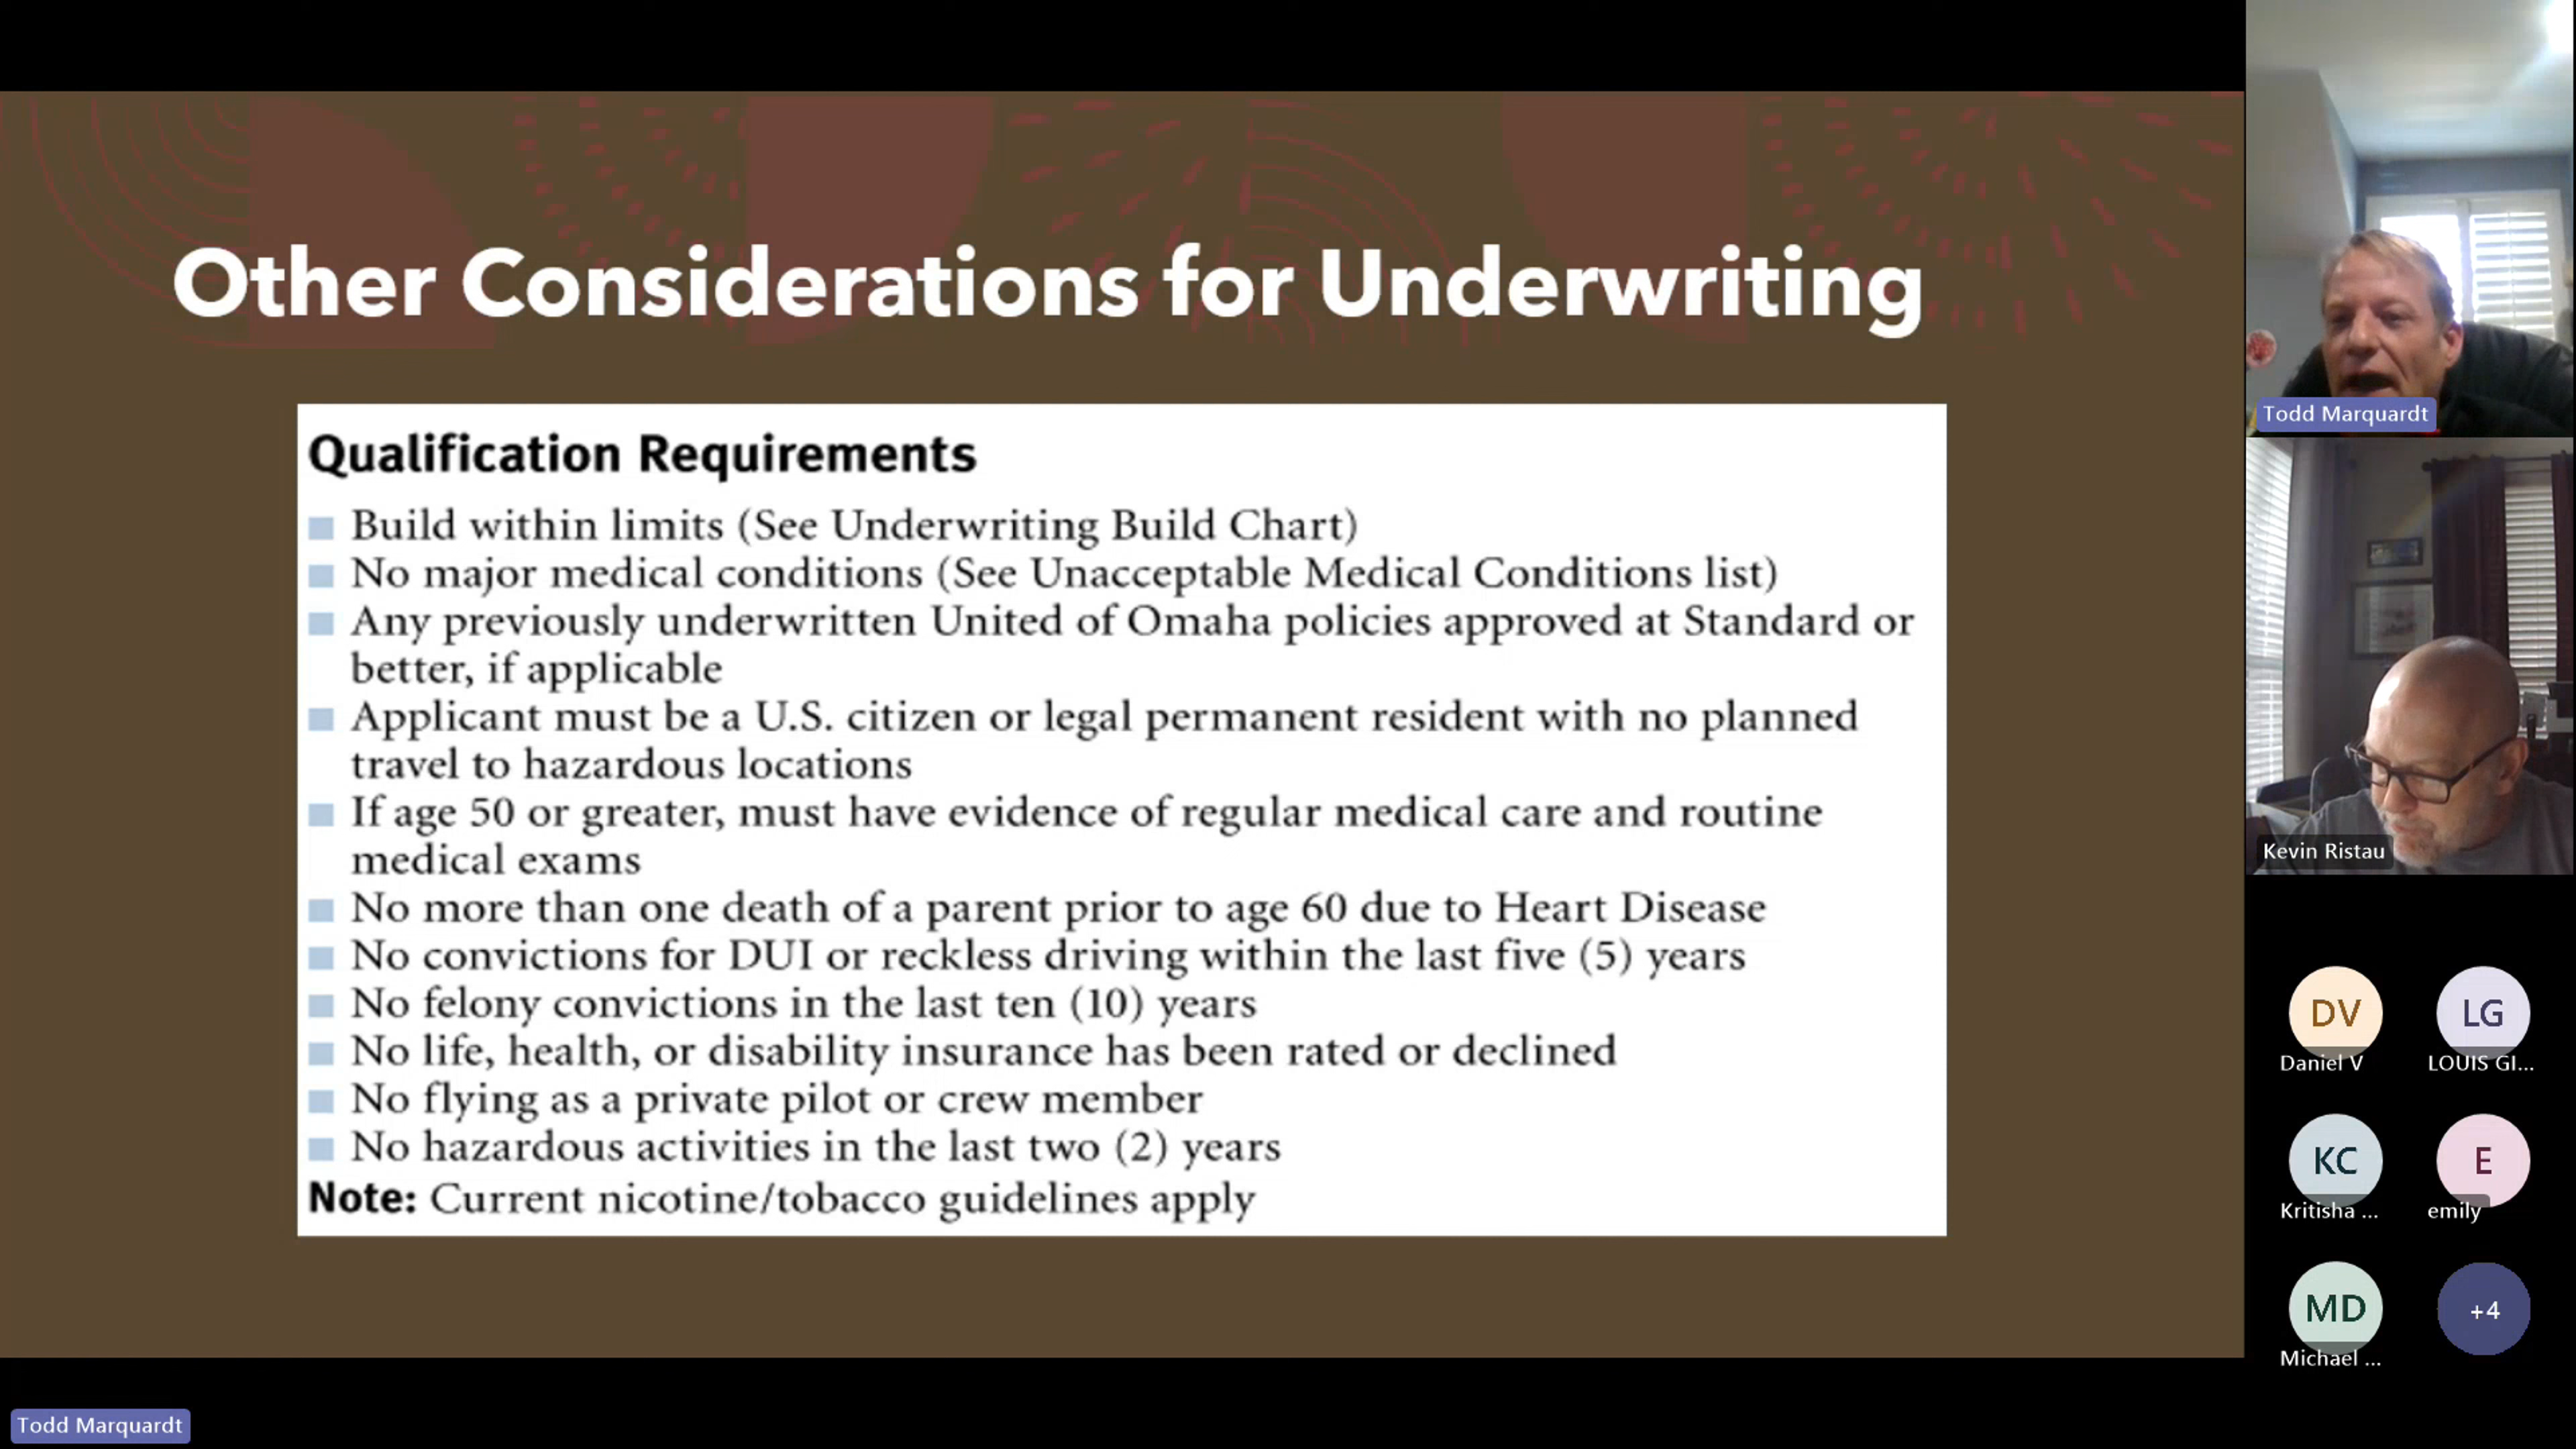 Other Considerations for Underwriting
Qualification Requirements
Build within limits (See Underwriting Build Chart)
No major medical conditions (See Unacceptable Medical Conditions list)
Any previously underwritten United of Omaha policies approved at Standard or
better, if applicable
Applicant must be a U.S. citizen or legal permanent resident with no planned
travel to hazardous locations
If age 50 or greater, must have evidence of regular medical care and routine
medical exams
No more than one death of a parent prior to age 60 due to Heart Disease
No convictions for DUI or reckless driving within the last five (5) years
No felony convictions in the last ten (10) years
No life, health, or disability insurance has been rated or declined
No flying as a private pilot or crew member
No hazardous activities in the last two (2) years
Note: Current nicotine/tobacco guidelines apply
Todd Marquardt
Kevin Ristau
DV
LG
Daniel V
LOUIS GI...
KC
E
Kritisha ...
emily
MD
+4
Michael ...
Todd Marquardt